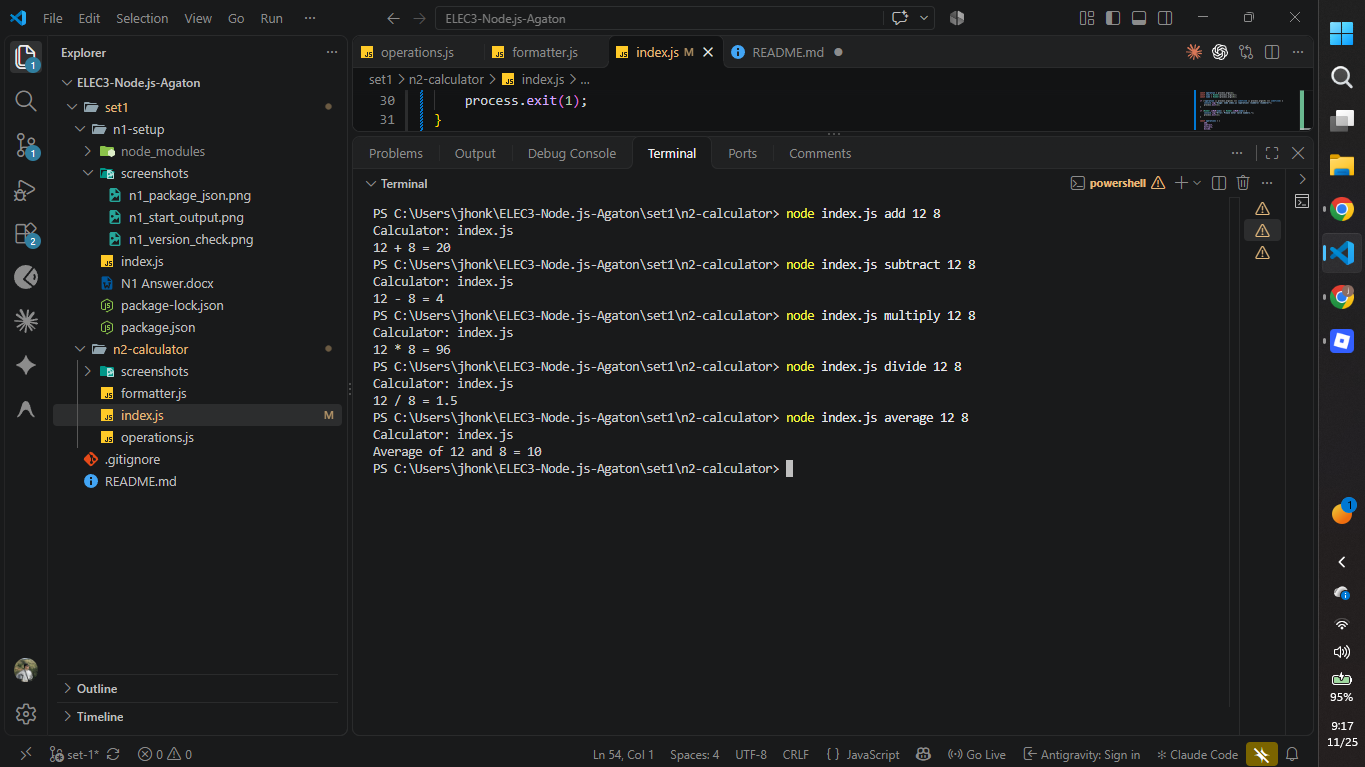 File Edit Selection View Go Run ...
ELEC3-Node.js-Agaton
Explorer
ELEC3-Node.js-Agaton
set1
n1-setup
node_modules
screenshots
n1_package_json.png
n1_start_output.png
n1_version_check.png
index.js
N1 Answer.docx
package-lock.json
package.json
n2-calculator
screenshots
formatter.js
index.js M
operations.js
.gitignore
README.md
Outline
Timeline
operations.js formatter.js index.js M README.md
set1 > n2-calculator > index.js > ...
30 process.exit(1);
31 }
Problems Output Debug Console Terminal Ports Comments
Terminal
powershell
PS C:\Users\jhonk\ELEC3-Node.js-Agaton\set1\n2-calculator> node index.js add 12 8
Calculator: index.js
12 + 8 = 20
PS C:\Users\jhonk\ELEC3-Node.js-Agaton\set1\n2-calculator> node index.js subtract 12 8
Calculator: index.js
12 - 8 = 4
PS C:\Users\jhonk\ELEC3-Node.js-Agaton\set1\n2-calculator> node index.js multiply 12 8
Calculator: index.js
12 * 8 = 96
PS C:\Users\jhonk\ELEC3-Node.js-Agaton\set1\n2-calculator> node index.js divide 12 8
Calculator: index.js
12 / 8 = 1.5
PS C:\Users\jhonk\ELEC3-Node.js-Agaton\set1\n2-calculator> node index.js average 12 8
Calculator: index.js
Average of 12 and 8 = 10
PS C:\Users\jhonk\ELEC3-Node.js-Agaton\set1\n2-calculator>
1
1
2
set-1* 0 0
Ln 54, Col 1 Spaces: 4 UTF-8 CRLF { } JavaScript Go Live Antigravity: Sign in Claude Code
1
95%
9:17
11/25